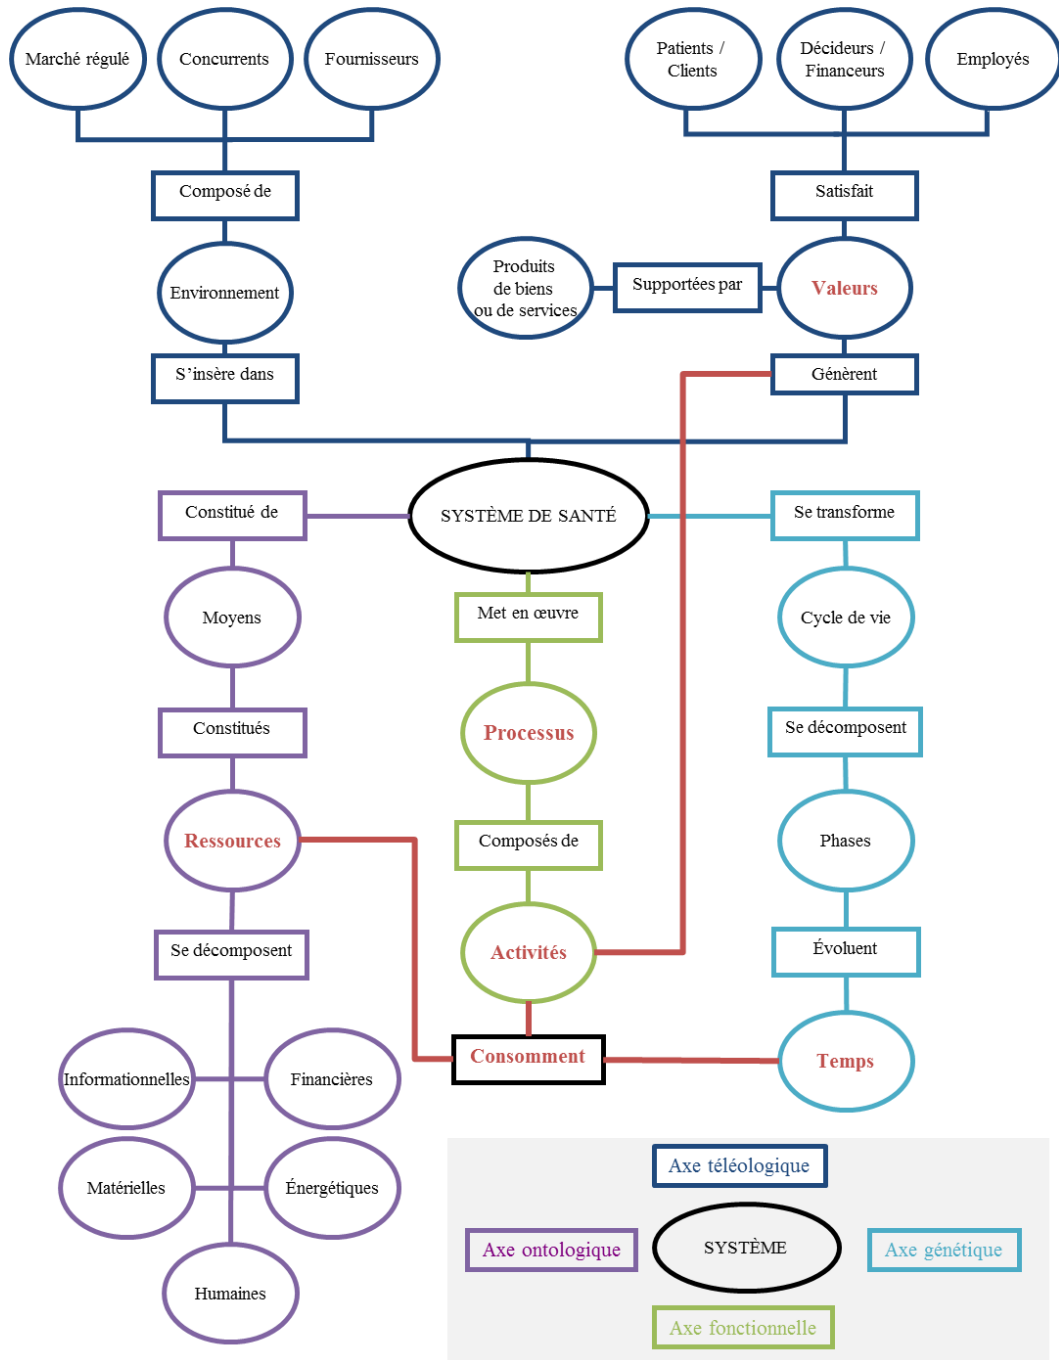 Marché régulé
Concurrents
Fournisseurs
Patients /
Clients
Décideurs /
Financeurs
Employés
Composé de
Satisfait
Environnement
Produits
de biens
ou de services
Supportées par
Valeurs
S’insère dans
Génèrent
Constitué de
SYSTÈME DE SANTÉ
Se transforme
Moyens
Met en œuvre
Cycle de vie
Constitués
Processus
Se décomposent
Ressources
Composés de
Phases
Se décomposent
Activités
Évoluent
Consomment
Temps
Informationnelles
Financières
Matérielles
Énergétiques
Humaines
Axe téléologique
Axe ontologique
SYSTÈME
Axe génétique
Axe fonctionnelle